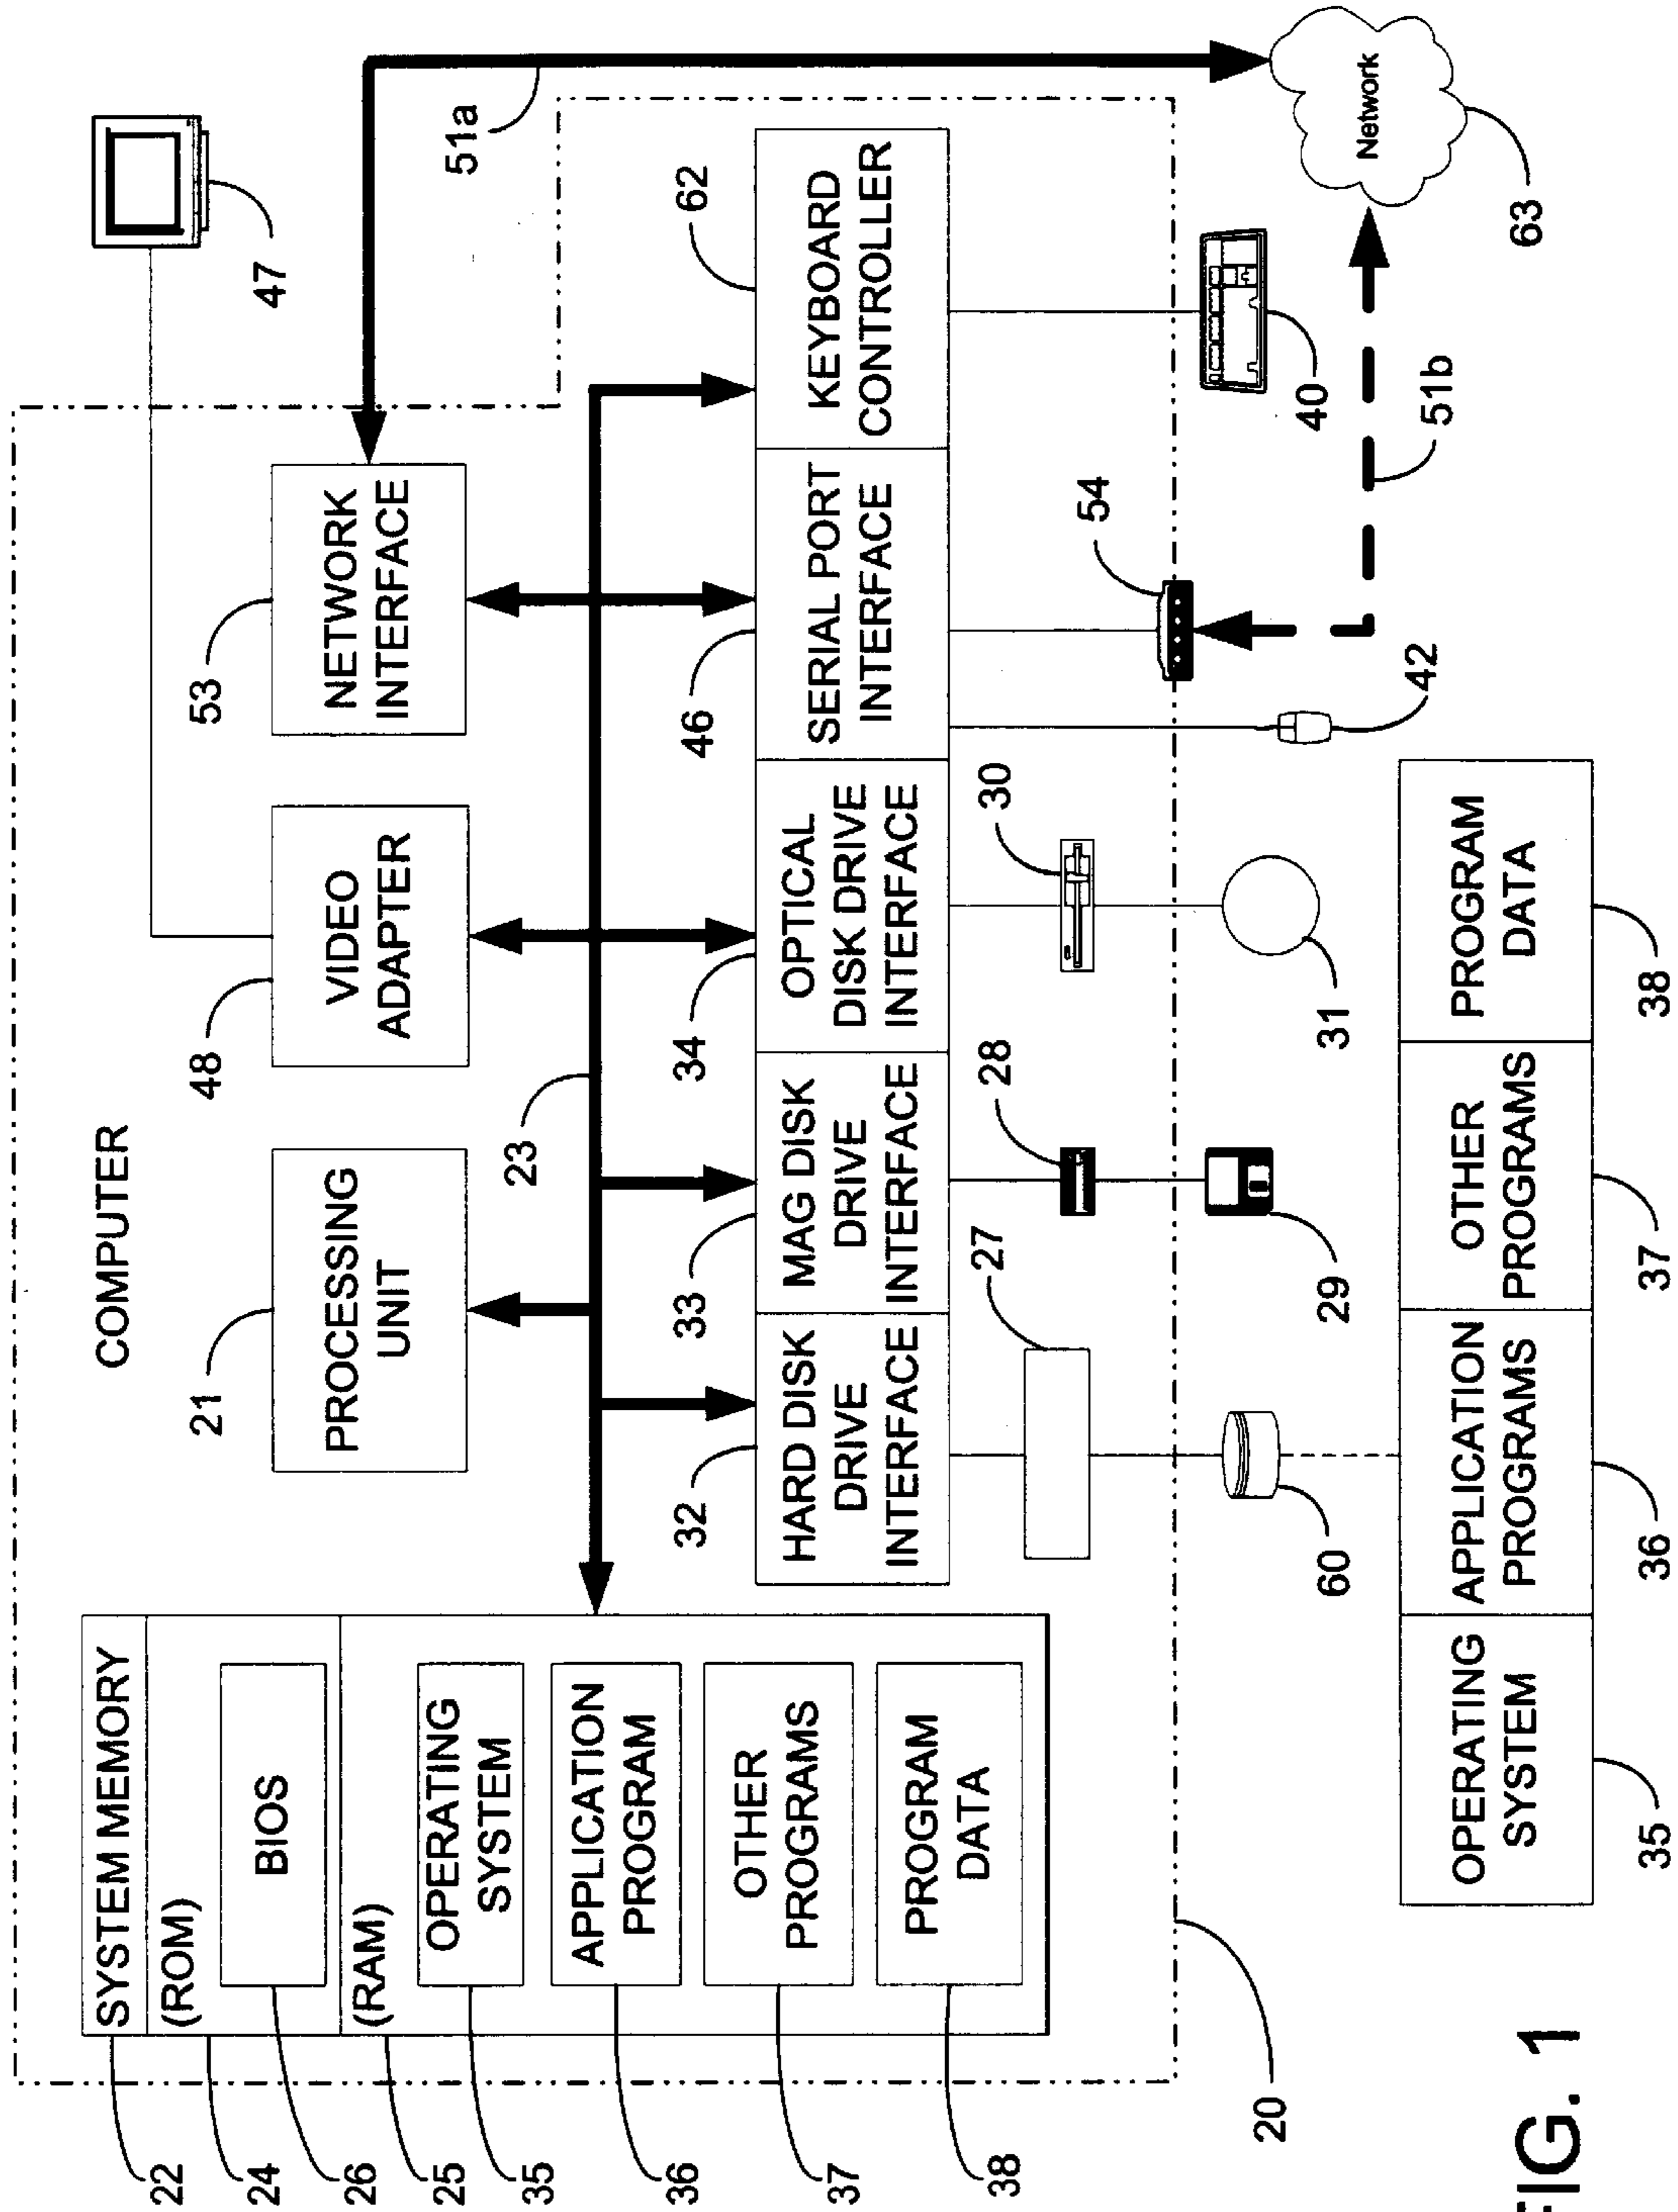 COMPUTER
22
SYSTEM MEMORY
24
(ROM)
26
BIOS
25
(RAM)
35
OPERATING
SYSTEM
36
APPLICATION
PROGRAM
37
OTHER
PROGRAMS
38
PROGRAM
DATA
21
PROCESSING
UNIT
48
VIDEO
ADAPTER
53
NETWORK
INTERFACE
47
51a
23
32
HARD DISK
DRIVE
INTERFACE
33
MAG DISK
DRIVE
INTERFACE
34
OPTICAL
DISK DRIVE
INTERFACE
46
SERIAL PORT
INTERFACE
62
KEYBOARD
CONTROLLER
27
28
30
54
20
60
29
31
42
40
51b
Network
63
OPERATING
SYSTEM
35
APPLICATION
PROGRAMS
36
OTHER
PROGRAMS
37
PROGRAM
DATA
38
FIG. 1